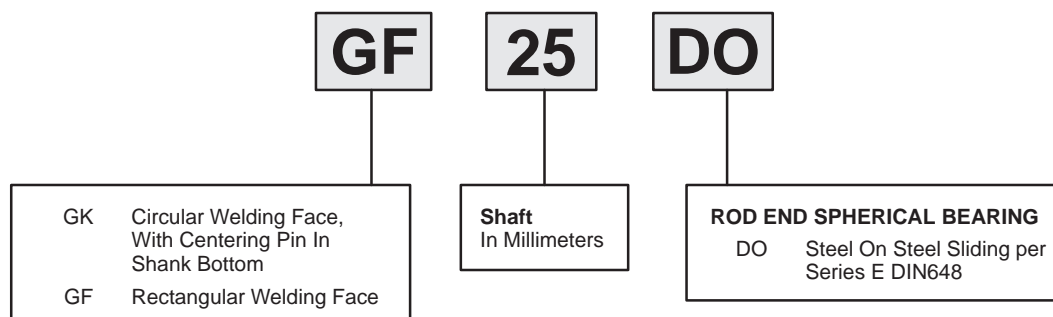 GF 25 DO
GK Circular Welding Face,
With Centering Pin In
Shank Bottom
GF Rectangular Welding Face
Shaft
In Millimeters
ROD END SPHERICAL BEARING
DO Steel On Steel Sliding per
Series E DIN648